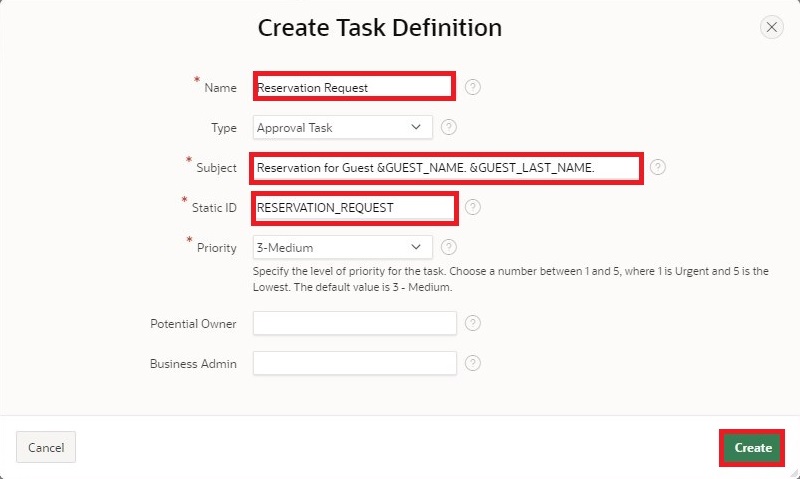 Create Task Definition
* Name Reservation Request ?
Type Approval Task ?
* Subject Reservation for Guest &GUEST_NAME. &GUEST_LAST_NAME. ?
* Static ID RESERVATION_REQUEST ?
* Priority 3-Medium ?
Specify the level of priority for the task. Choose a number between 1 and 5, where 1 is Urgent and 5 is the
Lowest. The default value is 3 - Medium.
Potential Owner ?
Business Admin ?
Cancel Create